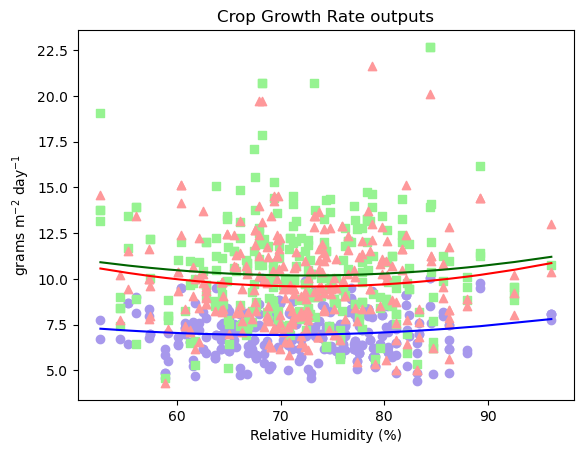 Crop Growth Rate outputs
grams m⁻² day⁻¹
22.5
20.0
17.5
15.0
12.5
10.0
7.5
5.0
60 70 80 90
Relative Humidity (%)